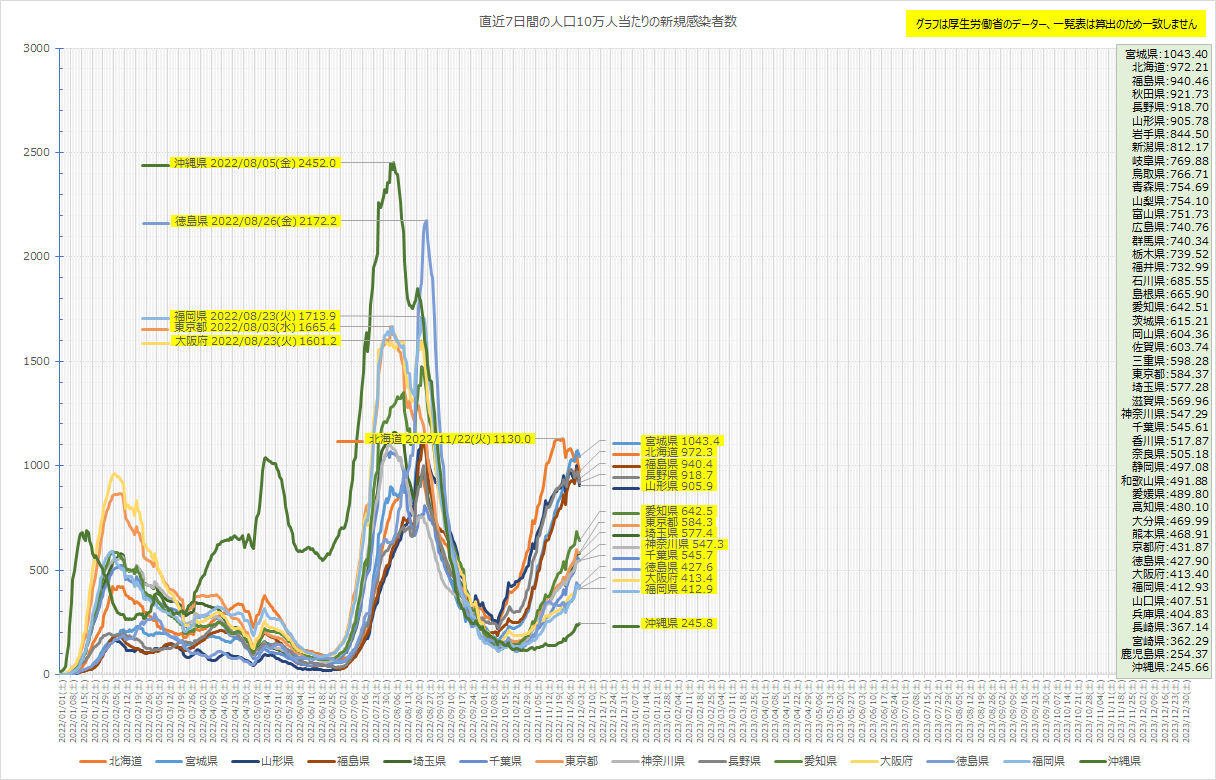 直近7日間の人口10万人当たりの新規感染者数
グラフは厚生労働省のデーター、一覧表は算出のため一致しません
3000
2500
2000
1500
1000
500
0
沖縄県 2022/08/05(金) 2452.0
徳島県 2022/08/26(金) 2172.2
福岡県 2022/08/23(火) 1713.9
東京都 2022/08/03(水) 1665.4
大阪府 2022/08/23(火) 1601.2
北海道 2022/11/22(火) 1130.0
宮城県 1043.4
北海道 972.3
福島県 940.4
長野県 918.7
山形県 905.9
愛知県 642.5
東京都 584.3
埼玉県 577.4
神奈川県 547.3
千葉県 545.7
徳島県 427.6
大阪府 413.4
福岡県 412.9
沖縄県 245.8
宮城県:1043.40
北海道:972.21
福島県:940.46
秋田県:921.73
長野県:918.70
山形県:905.78
岩手県:844.50
新潟県:812.17
岐阜県:769.88
鳥取県:766.71
青森県:754.69
山梨県:754.10
富山県:751.73
広島県:740.76
群馬県:740.34
栃木県:739.52
福井県:732.99
石川県:685.55
島根県:665.90
愛知県:642.51
茨城県:615.21
岡山県:604.36
佐賀県:603.74
三重県:598.28
東京都:584.37
埼玉県:577.28
滋賀県:569.96
神奈川県:547.29
千葉県:545.61
香川県:517.87
奈良県:505.18
静岡県:497.08
和歌山県:491.88
愛媛県:489.80
高知県:480.10
大分県:469.99
熊本県:468.91
京都府:431.87
徳島県:427.90
大阪府:413.40
福岡県:412.93
山口県:407.51
兵庫県:404.83
長崎県:367.14
宮崎県:362.29
鹿児島県:254.37
沖縄県:245.66
北海道 宮城県 山形県 福島県 埼玉県 千葉県 東京都 神奈川県 長野県 愛知県 大阪府 徳島県 福岡県 沖縄県